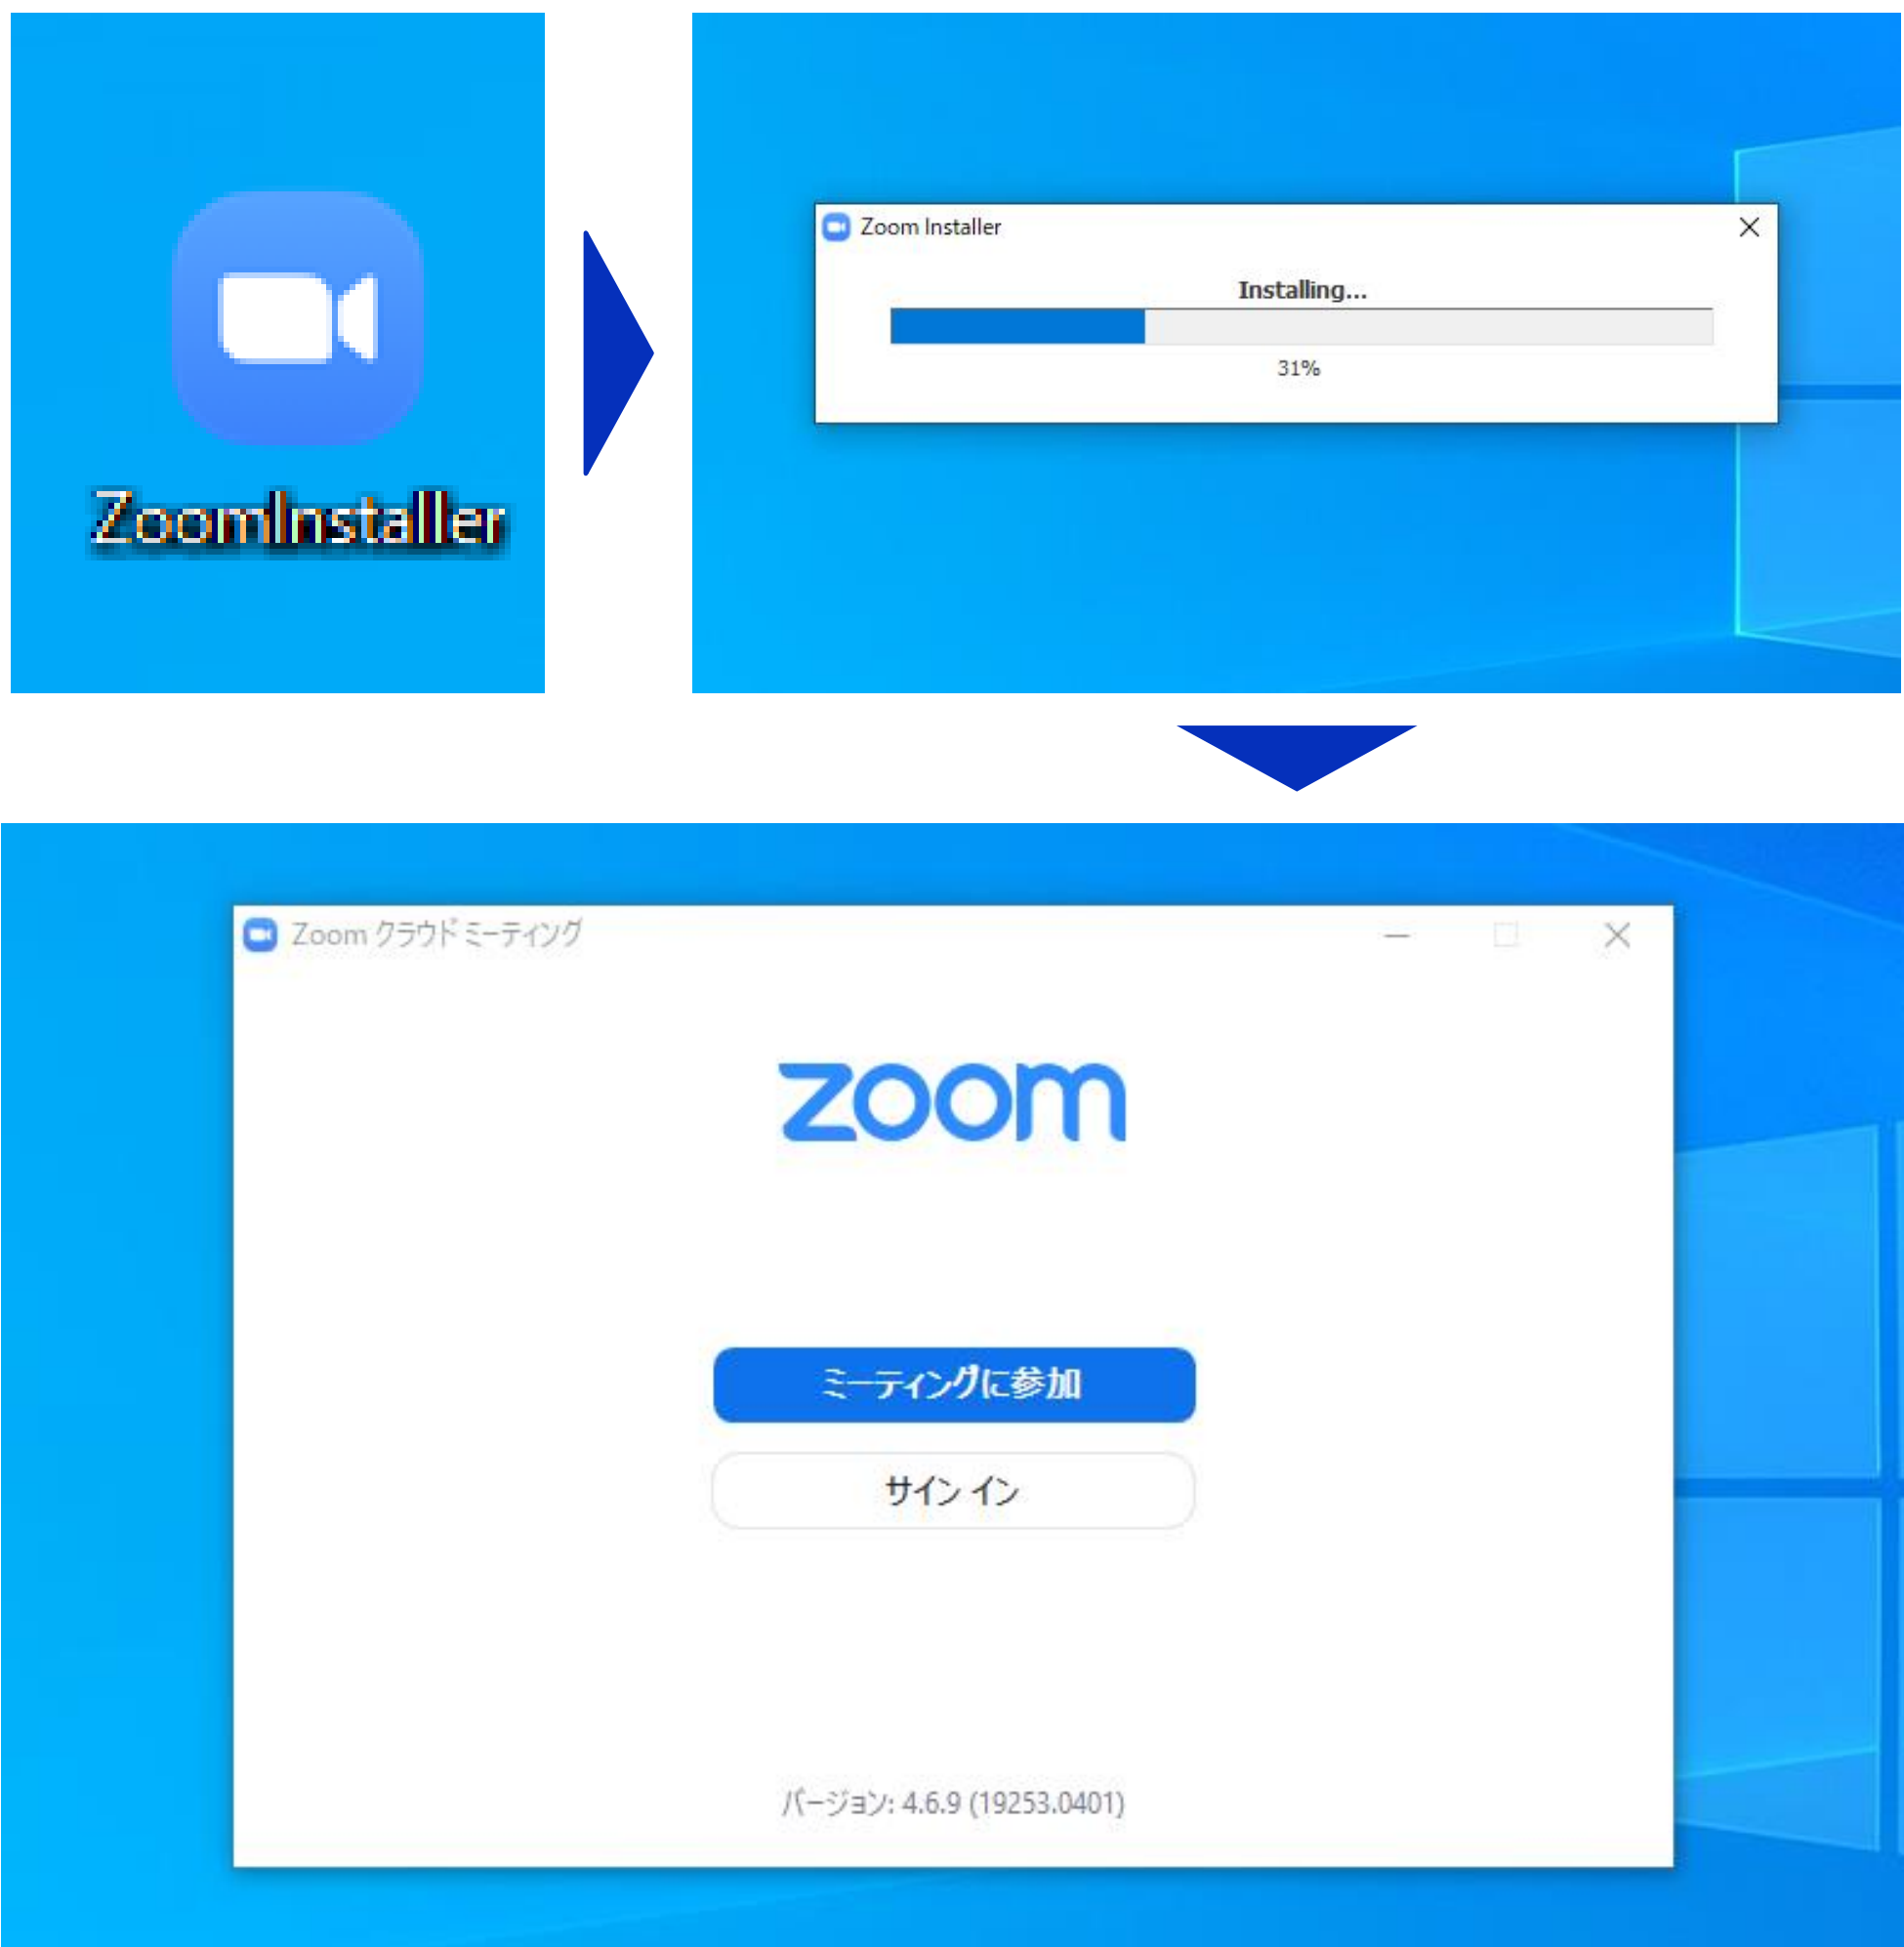 ZoomInstaller
Zoom Installer
Installing...
31%
Zoom クラウド ミーティング
zoom
ミーティングに参加
サイン イン
バージョン: 4.6.9 (19253.0401)